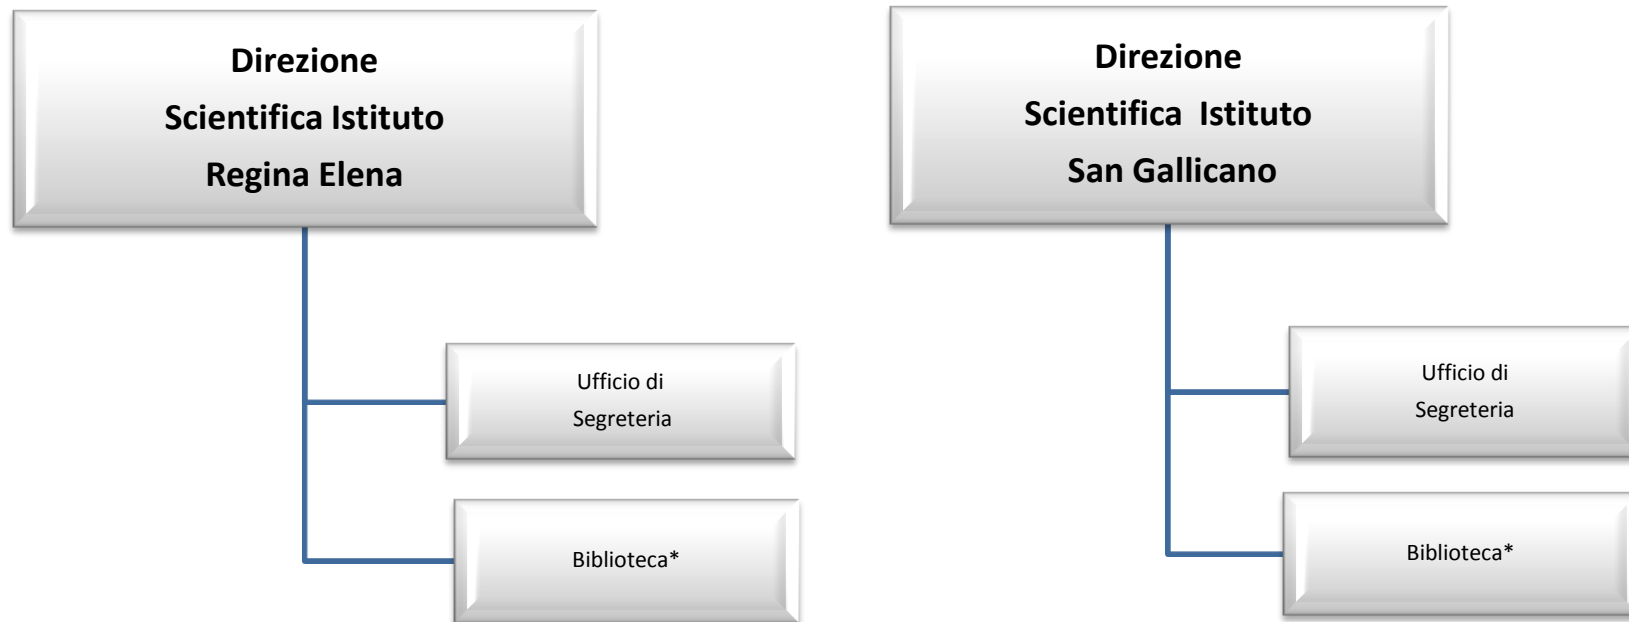 Direzione
Scientifica Istituto
Regina Elena
Ufficio di
Segreteria
Biblioteca*
Direzione
Scientifica Istituto
San Gallicano
Ufficio di
Segreteria
Biblioteca*